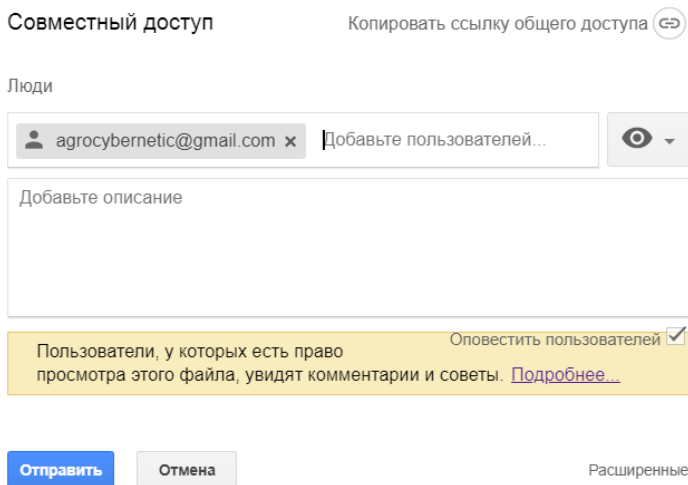 Совместный доступ
Копировать ссылку общего доступа
Люди
agrocybernetic@gmail.com × Добавьте пользователей...
Добавьте описание
Оповестить пользователей
Пользователи, у которых есть право
просмотра этого файла, увидят комментарии и советы. Подробнее...
Отправить Отмена Расширенные